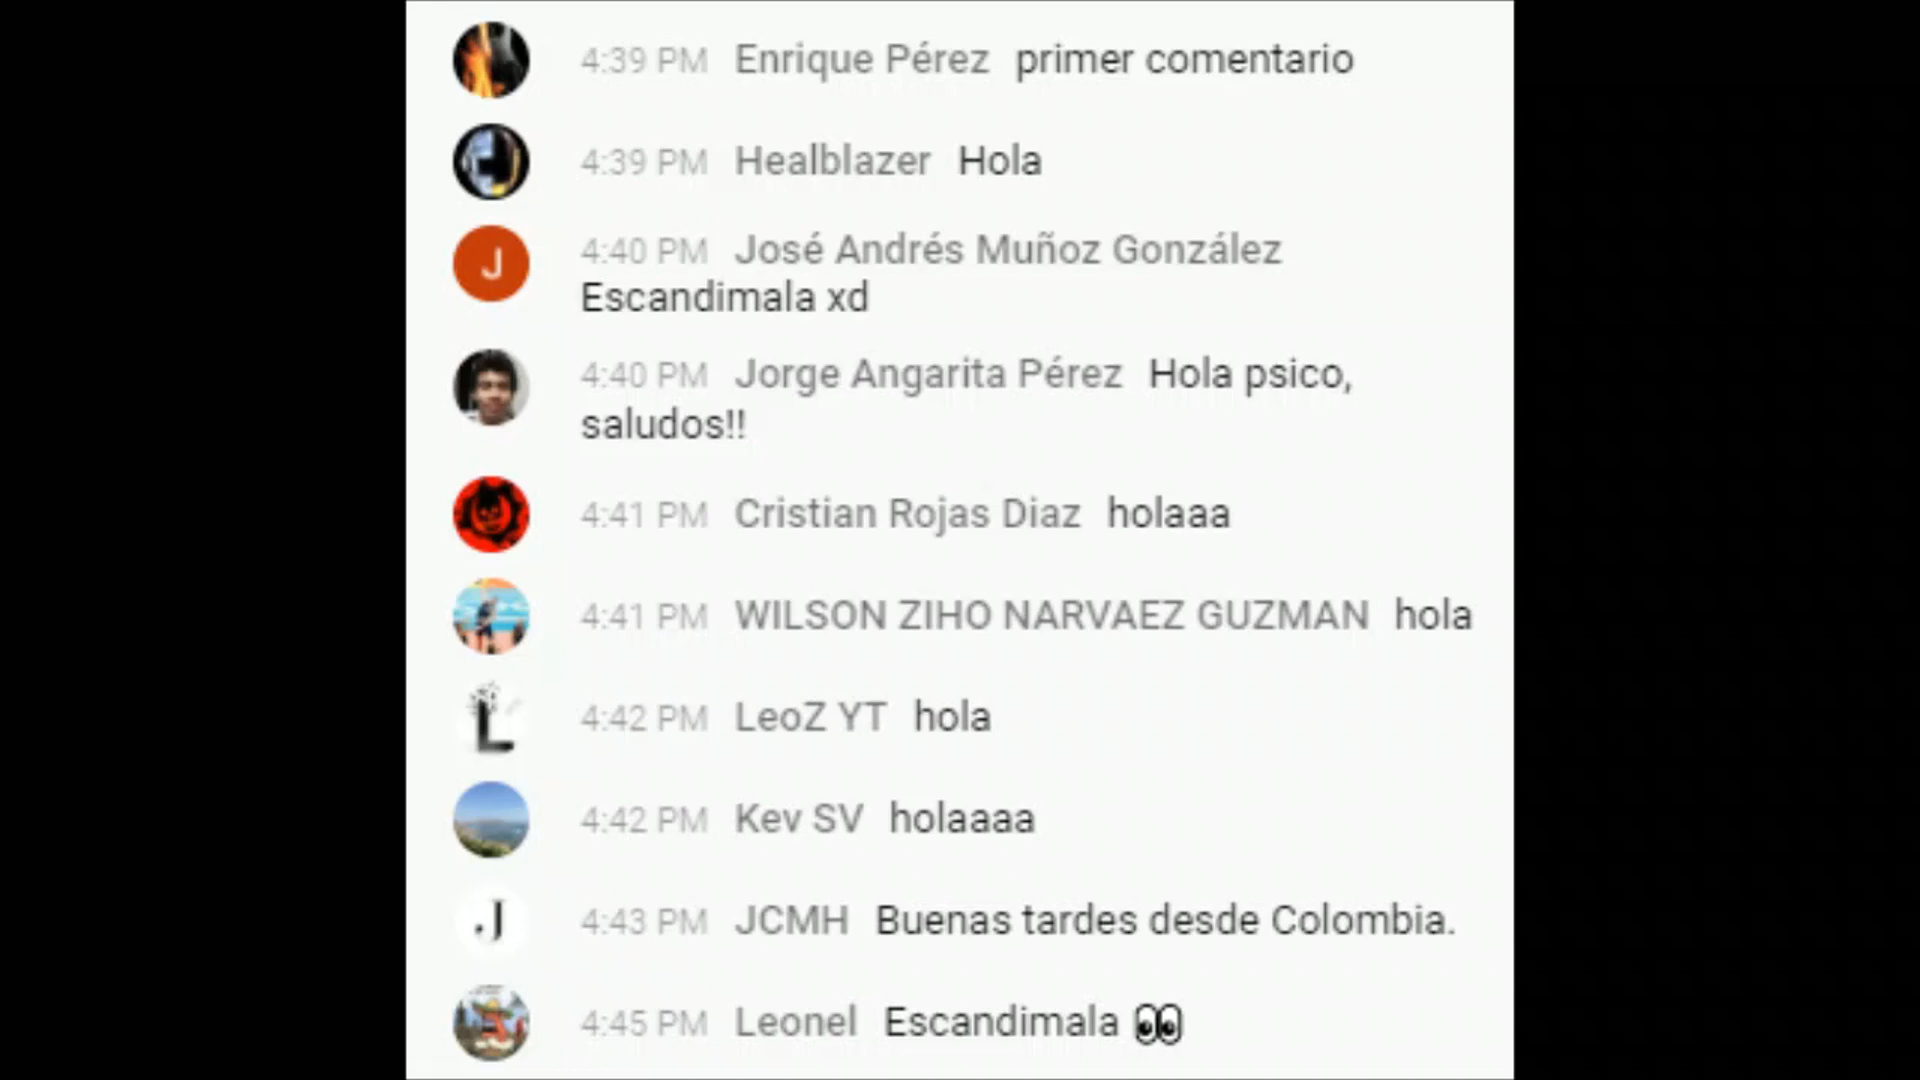 4:39 PM Enrique Pérez primer comentario
4:39 PM Healblazer Hola
J
4:40 PM José Andrés Muñoz González
Escandimala xd
4:40 PM Jorge Angarita Pérez Hola psico,
saludos!!
4:41 PM Cristian Rojas Diaz holaaa
4:41 PM WILSON ZIHO NARVAEZ GUZMAN hola
L
4:42 PM LeoZ YT hola
4:42 PM Kev SV holaaaa
J
4:43 PM JCMH Buenas tardes desde Colombia.
4:45 PM Leonel Escandimala 👀